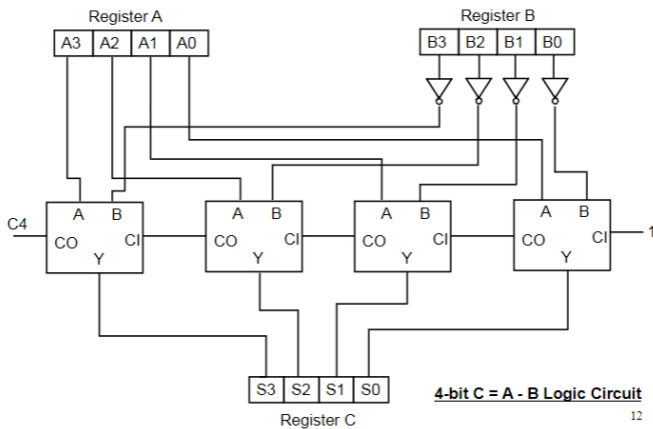 Register A
Register B
A3 A2 A1 A0
B3 B2 B1 B0
C4
A B
CO CI
Y
A B
CO CI
Y
A B
CO CI
Y
A B
CO CI
Y
1
S3 S2 S1 S0
Register C
4-bit C = A - B Logic Circuit
12